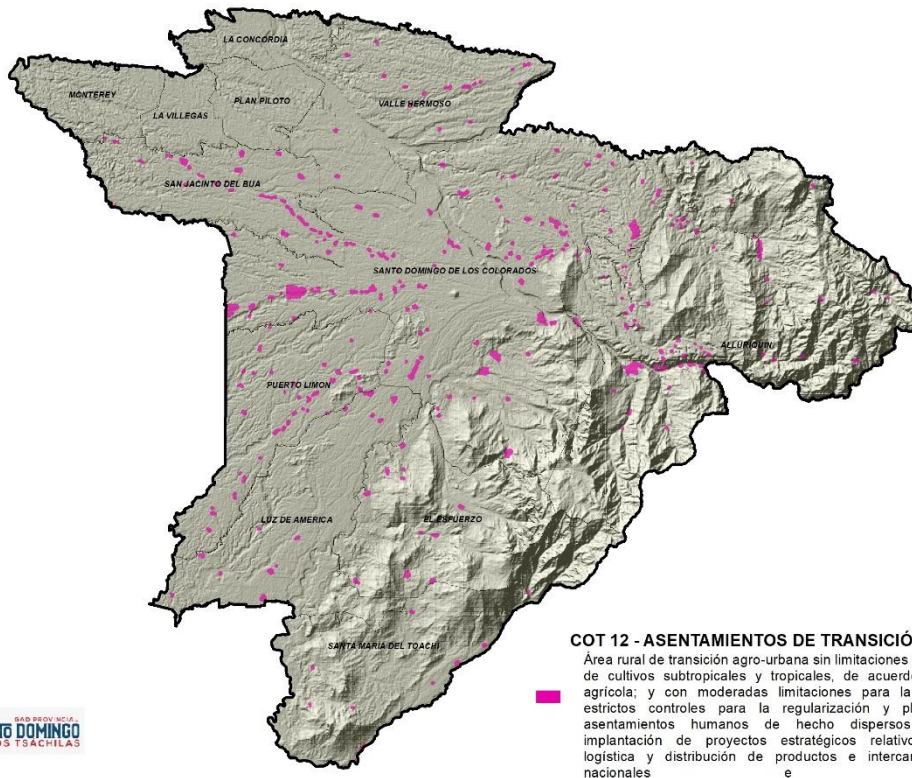 LA CONCORDIA
MONTEREY
PLAN PILOTO
VALLE HERMOSO
LA VILLEGAS
SAN JACINTO DEL BUA
SANTO DOMINGO DE LOS COLORADOS
ALLURIQUIN
PUERTO LIMON
LUZ DE AMERICA
EL ESFUERZO
SANTA MARIA DEL TOACHI
COT 12 - ASENTAMIENTOS DE TRANSICIÓ
Área rural de transición agro-urbana sin limitaciones
de cultivos subtropicales y tropicales, de acuerd
agrícola; y con moderadas limitaciones para la
estrictos controles para la regularización y pl
asentamientos humanos de hecho dispersos
implantación de proyectos estratégicos relativo
logística y distribución de productos e intercar
nacionales e
GAD PROVINCIAL
TO DOMINGO
OS TSACHILAS